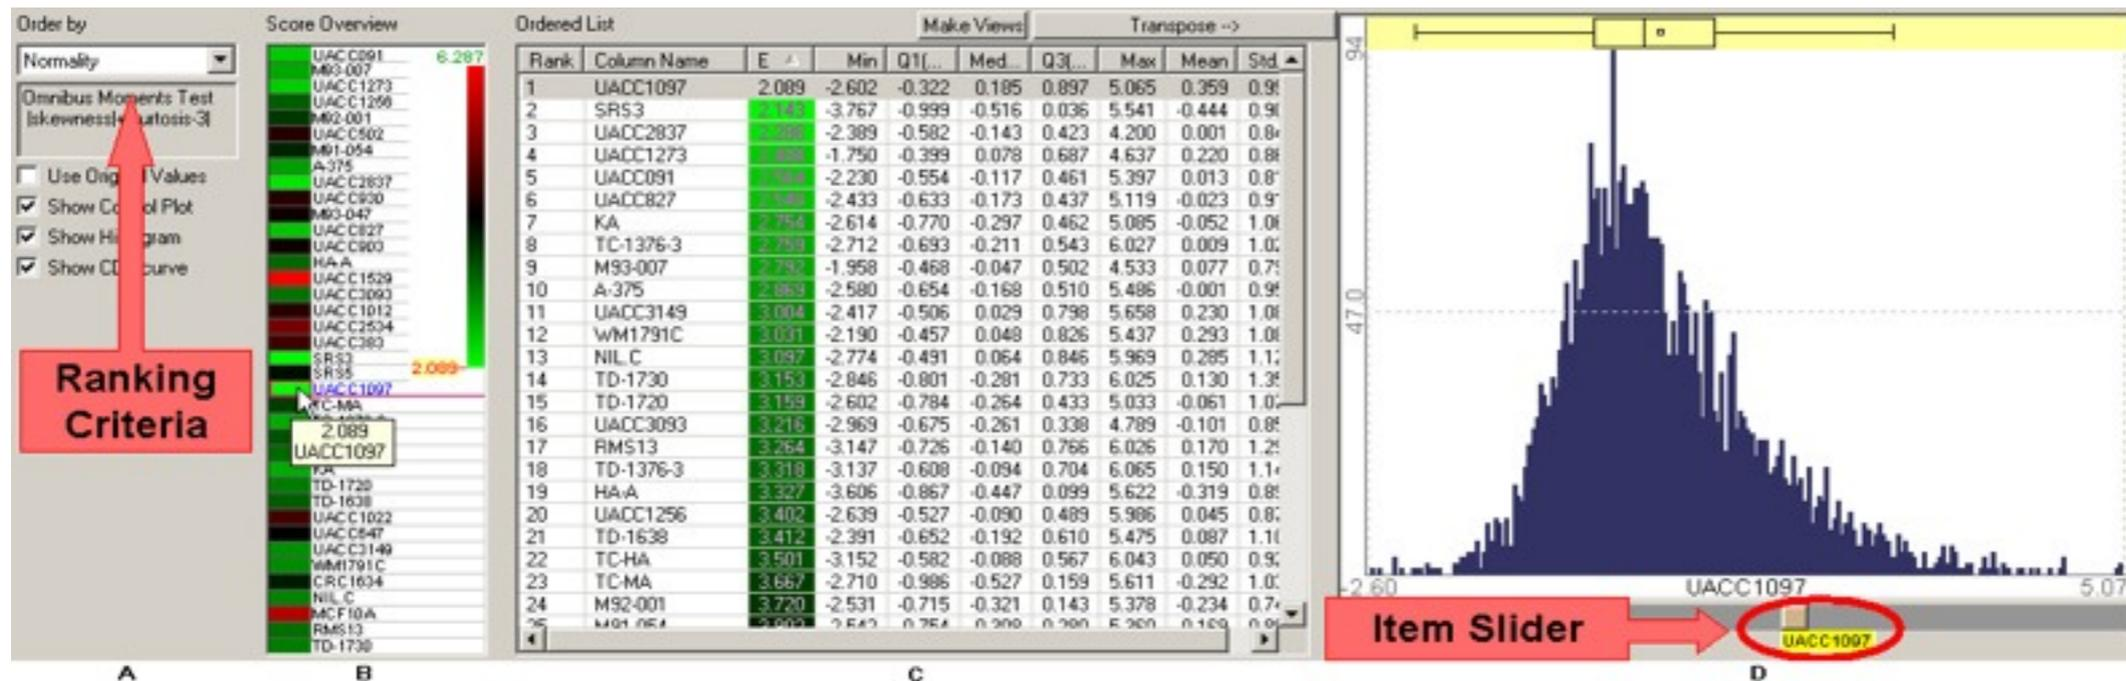 Order by
Normality
Omnibus Moments Test
Use Values
Show Plot
Show
Show
Ranking
Criteria
A
Score Overview
6.287
UACC091
M93-007
UACC1273
UACC1256
M92-001
UACC502
M91-054
A-375
UACC2837
UACC930
M93-047
UACC827
UACC903
HA-A
UACC1529
UACC3093
UACC1012
UACC2534
UACC383
SRS3
SRS5
2.089
UACC1097
TC-MA
2.089
UACC1097
KA
TD-1720
TD-1638
UACC1022
UACC647
UACC3149
WM1791C
CRC1634
NIL.C
MCF10A
RMS13
TD-1730
B
Ordered List Make Views Transpose -->
Rank Column Name E Min Q1(... Med... Q3(... Max Mean Std.
1 UACC1097 2.089 -2.602 -0.322 0.185 0.897 5.065 0.359
2 SRS3 2.143 -3.767 -0.999 -0.516 0.036 5.541 -0.444
3 UACC2837 -2.389 -0.582 -0.143 0.423 4.200 0.001
4 UACC1273 -1.750 -0.399 0.078 0.687 4.637 0.220
5 UACC091 -2.230 -0.554 -0.117 0.461 5.397 0.013
6 UACC827 -2.433 -0.633 -0.173 0.437 5.119 -0.023
7 KA 2.754 -2.614 -0.770 -0.297 0.462 5.085 -0.052
8 TC-1376-3 2.759 -2.712 -0.693 -0.211 0.543 6.027 0.009
9 M93-007 2.792 -1.958 -0.468 -0.047 0.502 4.533 0.077
10 A-375 2.869 -2.580 -0.654 -0.168 0.510 5.486 -0.001
11 UACC3149 3.004 -2.417 -0.506 0.029 0.798 5.658 0.230
12 WM1791C 3.031 -2.190 -0.457 0.048 0.826 5.437 0.293
13 NIL.C 3.097 -2.774 -0.491 0.064 0.846 5.969 0.285
14 TD-1730 3.153 -2.846 -0.801 -0.281 0.733 6.025 0.130
15 TD-1720 3.159 -2.602 -0.784 -0.264 0.433 5.033 -0.061
16 UACC3093 3.216 -2.969 -0.675 -0.261 0.338 4.789 -0.101
17 RMS13 3.264 -3.147 -0.726 -0.140 0.766 6.026 0.170
18 TD-1376-3 3.318 -3.137 -0.608 -0.094 0.704 6.065 0.150
19 HA-A 3.327 -3.606 -0.867 -0.447 0.099 5.622 -0.319
20 UACC1256 3.402 -2.639 -0.527 -0.090 0.489 5.986 0.045
21 TD-1638 3.412 -2.391 -0.652 -0.192 0.610 5.475 0.087
22 TC-HA 3.501 -3.152 -0.582 -0.088 0.567 6.043 0.050
23 TC-MA 3.667 -2.710 -0.986 -0.527 0.159 5.611 -0.292
24 M92-001 3.720 -2.531 -0.715 -0.321 0.143 5.378 -0.234
C
94
47.0
-2.60 UACC1097 5.07
Item Slider
UACC1097
D